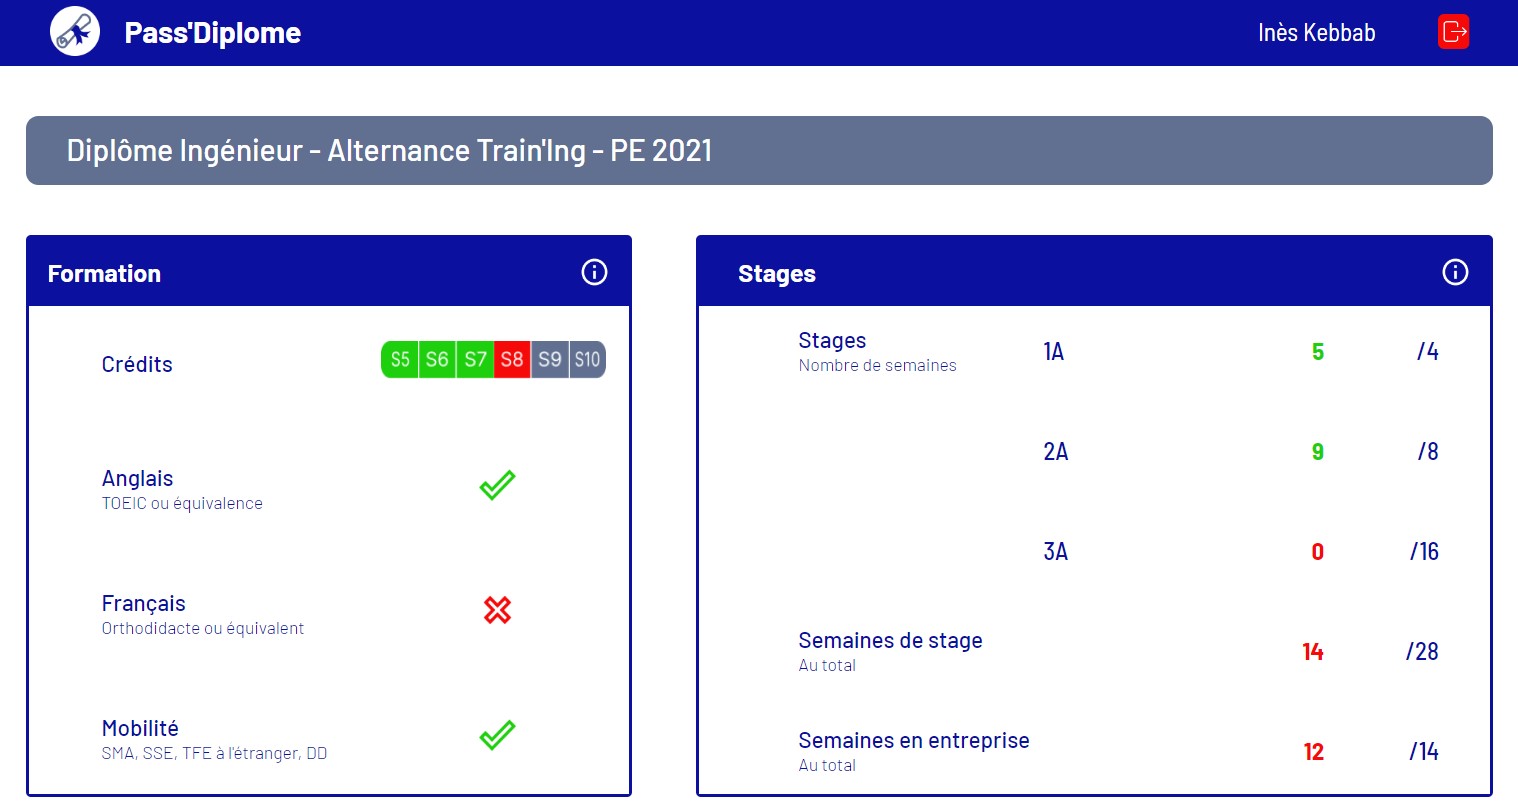 Pass'Diplome
Inès Kebbab
Diplôme Ingénieur - Alternance Train'Ing - PE 2021
Formation
Crédits
S5 S6 S7 S8 S9 S10
Anglais
TOEIC ou équivalence
Français
Orthodidacte ou équivalent
Mobilité
SMA, SSE, TFE à l'étranger, DD
Stages
Stages
Nombre de semaines
1A 5 /4
2A 9 /8
3A 0 /16
Semaines de stage
Au total
14 /28
Semaines en entreprise
Au total
12 /14